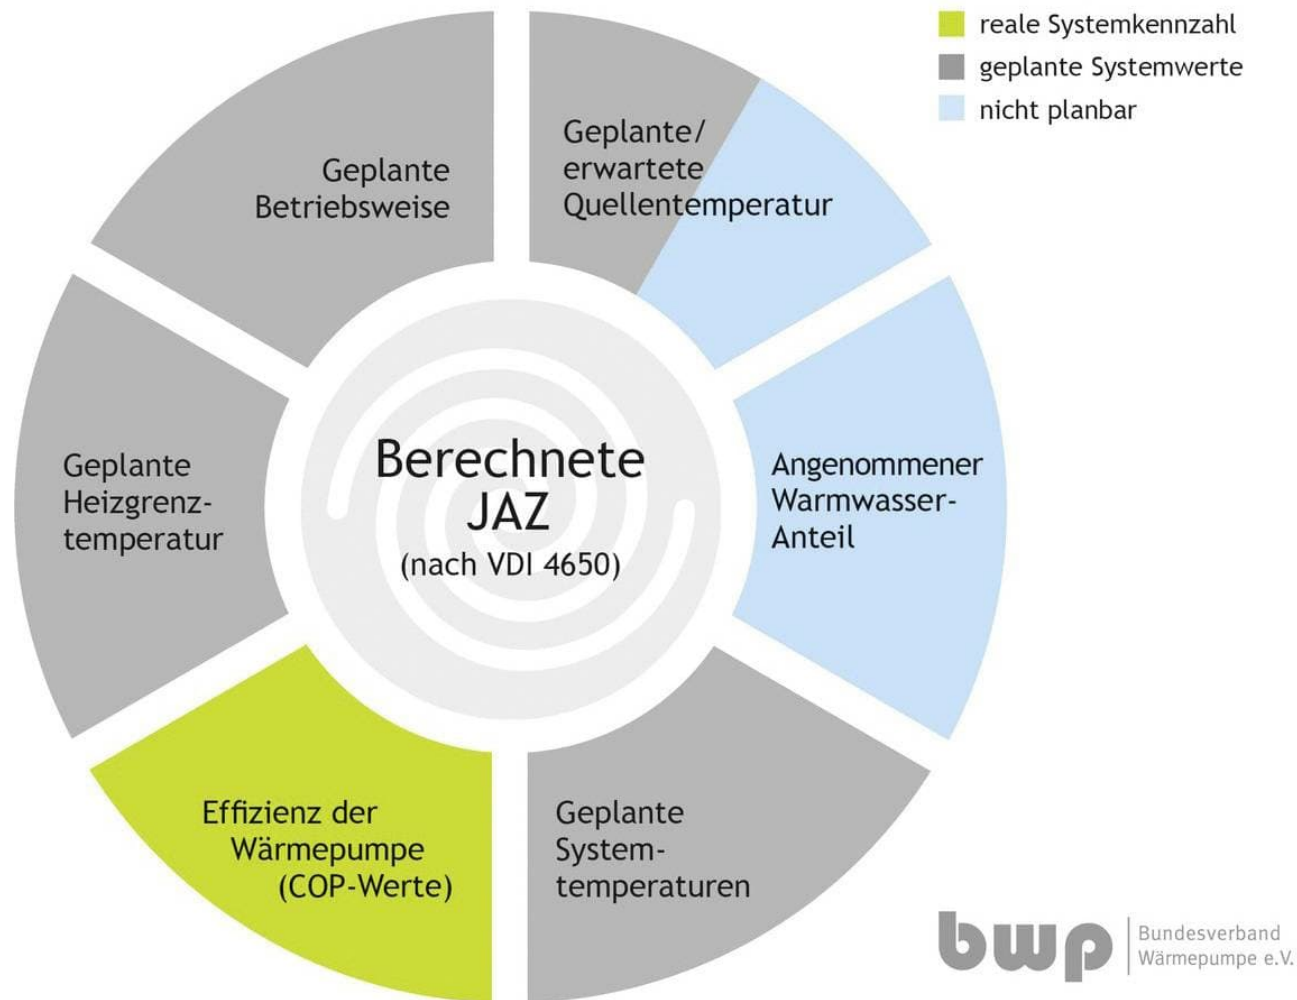 reale Systemkennzahl
geplante Systemwerte
nicht planbar
Geplante/
erwartete
Quellentemperatur
Angenommener
Warmwasser-
Anteil
Geplante
System-
temperaturen
Effizienz der
Wärmepumpe
(COP-Werte)
Geplante
Heizgrenz-
temperatur
Geplante
Betriebsweise
Berechnete
JAZ
(nach VDI 4650)
bwp
Bundesverband
Wärmepumpe e.V.